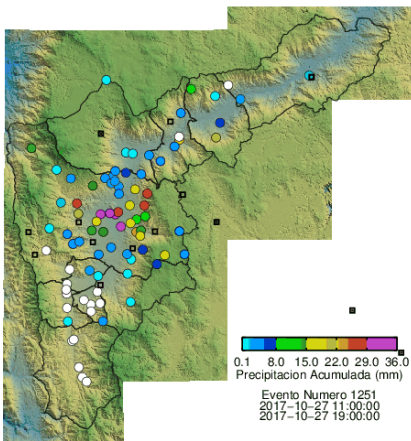 0.1 8.0 15.0 22.0 29.0 36.0
Precipitacion Acumulada (mm)
Evento Numero 1251
2017-10-27 11:00:00
2017-10-27 19:00:00